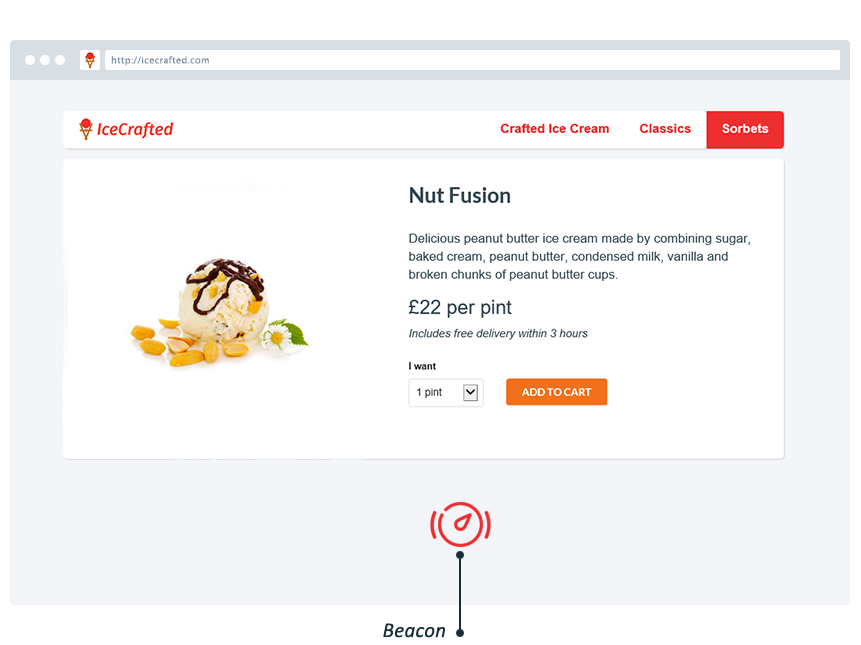 http://icecrafted.com
IceCrafted
Crafted Ice Cream
Classics
Sorbets
Nut Fusion
Delicious peanut butter ice cream made by combining sugar,
baked cream, peanut butter, condensed milk, vanilla and
broken chunks of peanut butter cups.
£22 per pint
Includes free delivery within 3 hours
I want
1 pint
ADD TO CART
Beacon